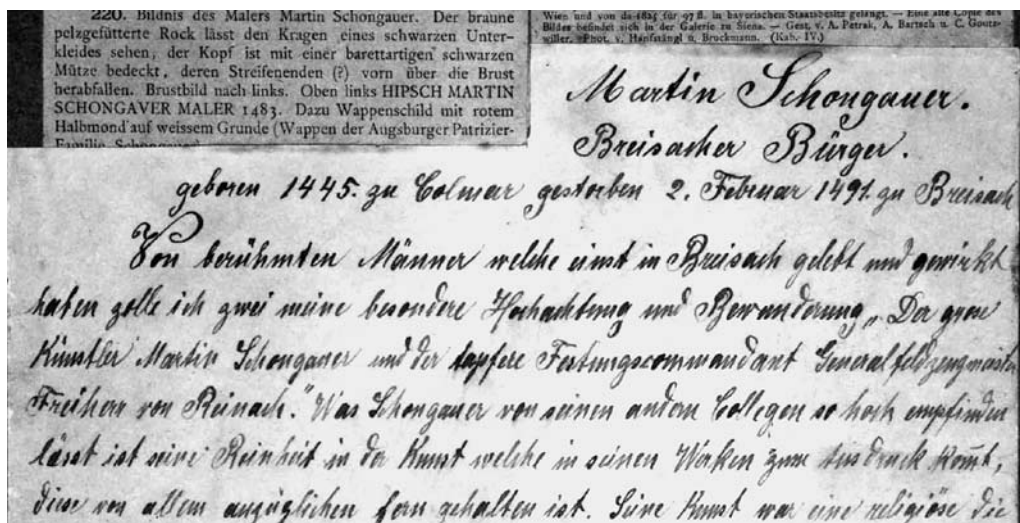 220. Bildnis des Malers Martin Schongauer. Der braune
pelzgefütterte Rock lässt den Kragen eines schwarzen Unter-
kleides sehen, der Kopf ist mit einer barettartigen schwarzen
Mütze bedeckt, deren Streifenenden (?) vorn über die Brust
herabfallen. Brustbild nach links. Oben links HIPSCH MARTIN
SCHONGAVER MALER 1483. Dazu Wappenschild mit rotem
Halbmond auf weissem Grunde (Wappen der Augsburger Patrizier-
Familie Schongauer
Wien und von da 1825 für 97 fl. in bayerischen Staatsbesitz gelangt. — Eine alte Copie des
Bildes befindet sich in der Galerie zu Siena. — Gest. v. A. Petrak, A. Bartsch u. C. Goutz-
willer. Phot. v. Hanfstängl u. Bruckmann. (Kab. IV.)
Martin Schongauer.
Breisacher Bürger.
geboren 1445. zu Colmar gestorben 2. Februar 1491. zu Breisach
Von berühmten Männer welche einst in Breisach gelebt und gewirkt
haben zolle ich zwei meine besondere Hochachtung und Bewunderung „Der grose
Künstler Martin Schongauer und der tapfere Festungscommandant Generalfeldzeugmeister
Freiherr von Reinach." Was Schongauer von seinen andern Collegen so hoch empfinden
lässt ist seine Reinheit in der Kunst welche in seinen Werken zum Ausdruck kom̄t,
diese von allem anzüglichen fern gehalten ist. Seine Kunst war eine religiöse die